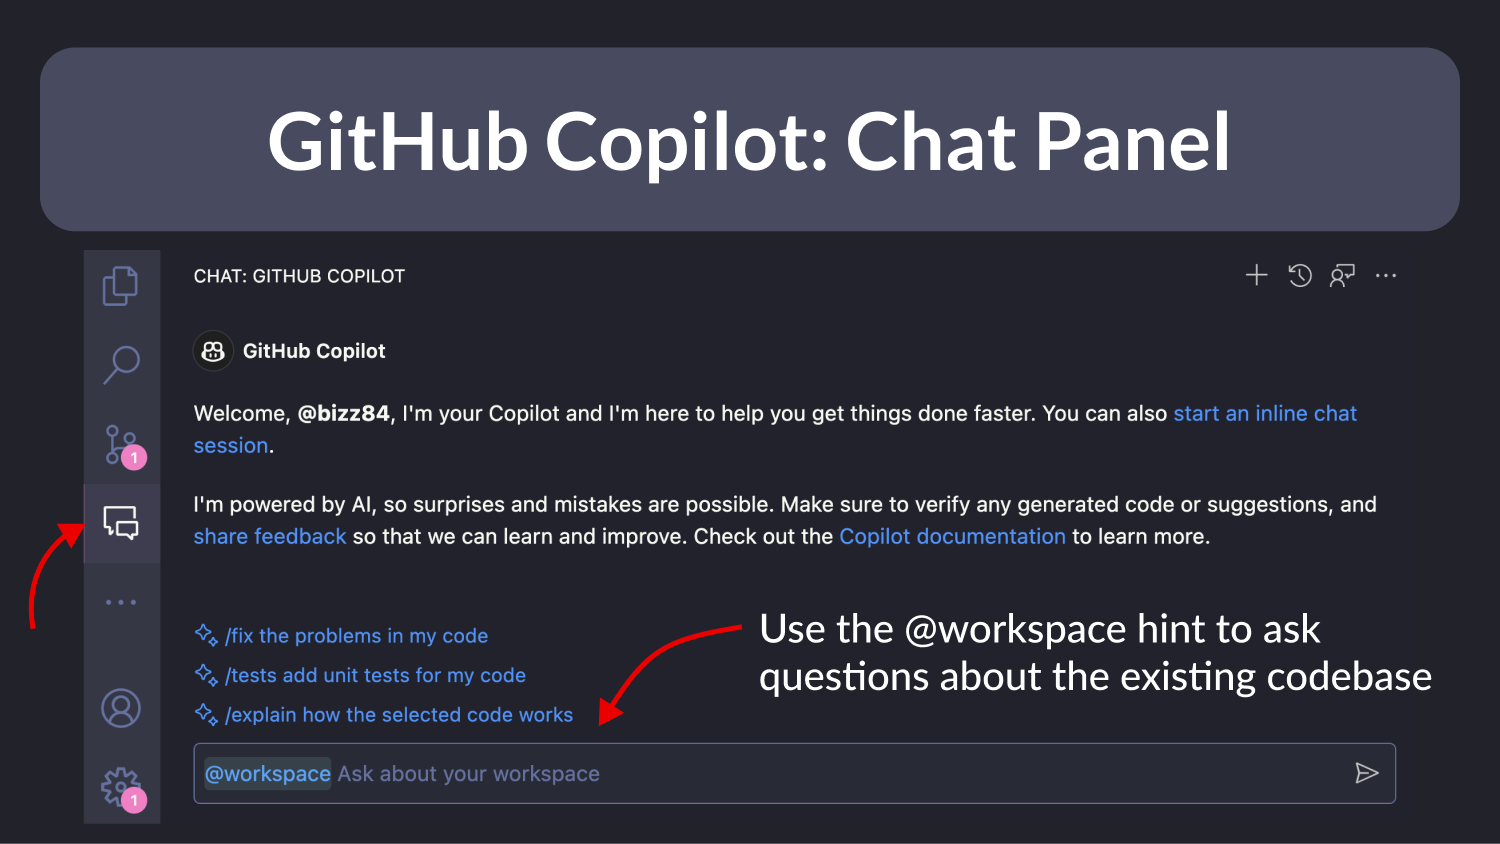 GitHub Copilot: Chat Panel
CHAT: GITHUB COPILOT
GitHub Copilot
Welcome, @bizz84, I'm your Copilot and I'm here to help you get things done faster. You can also start an inline chat
session.
1
I'm powered by AI, so surprises and mistakes are possible. Make sure to verify any generated code or suggestions, and
share feedback so that we can learn and improve. Check out the Copilot documentation to learn more.
/fix the problems in my code
/tests add unit tests for my code
/explain how the selected code works
Use the @workspace hint to ask
questions about the existing codebase
@workspace Ask about your workspace
1